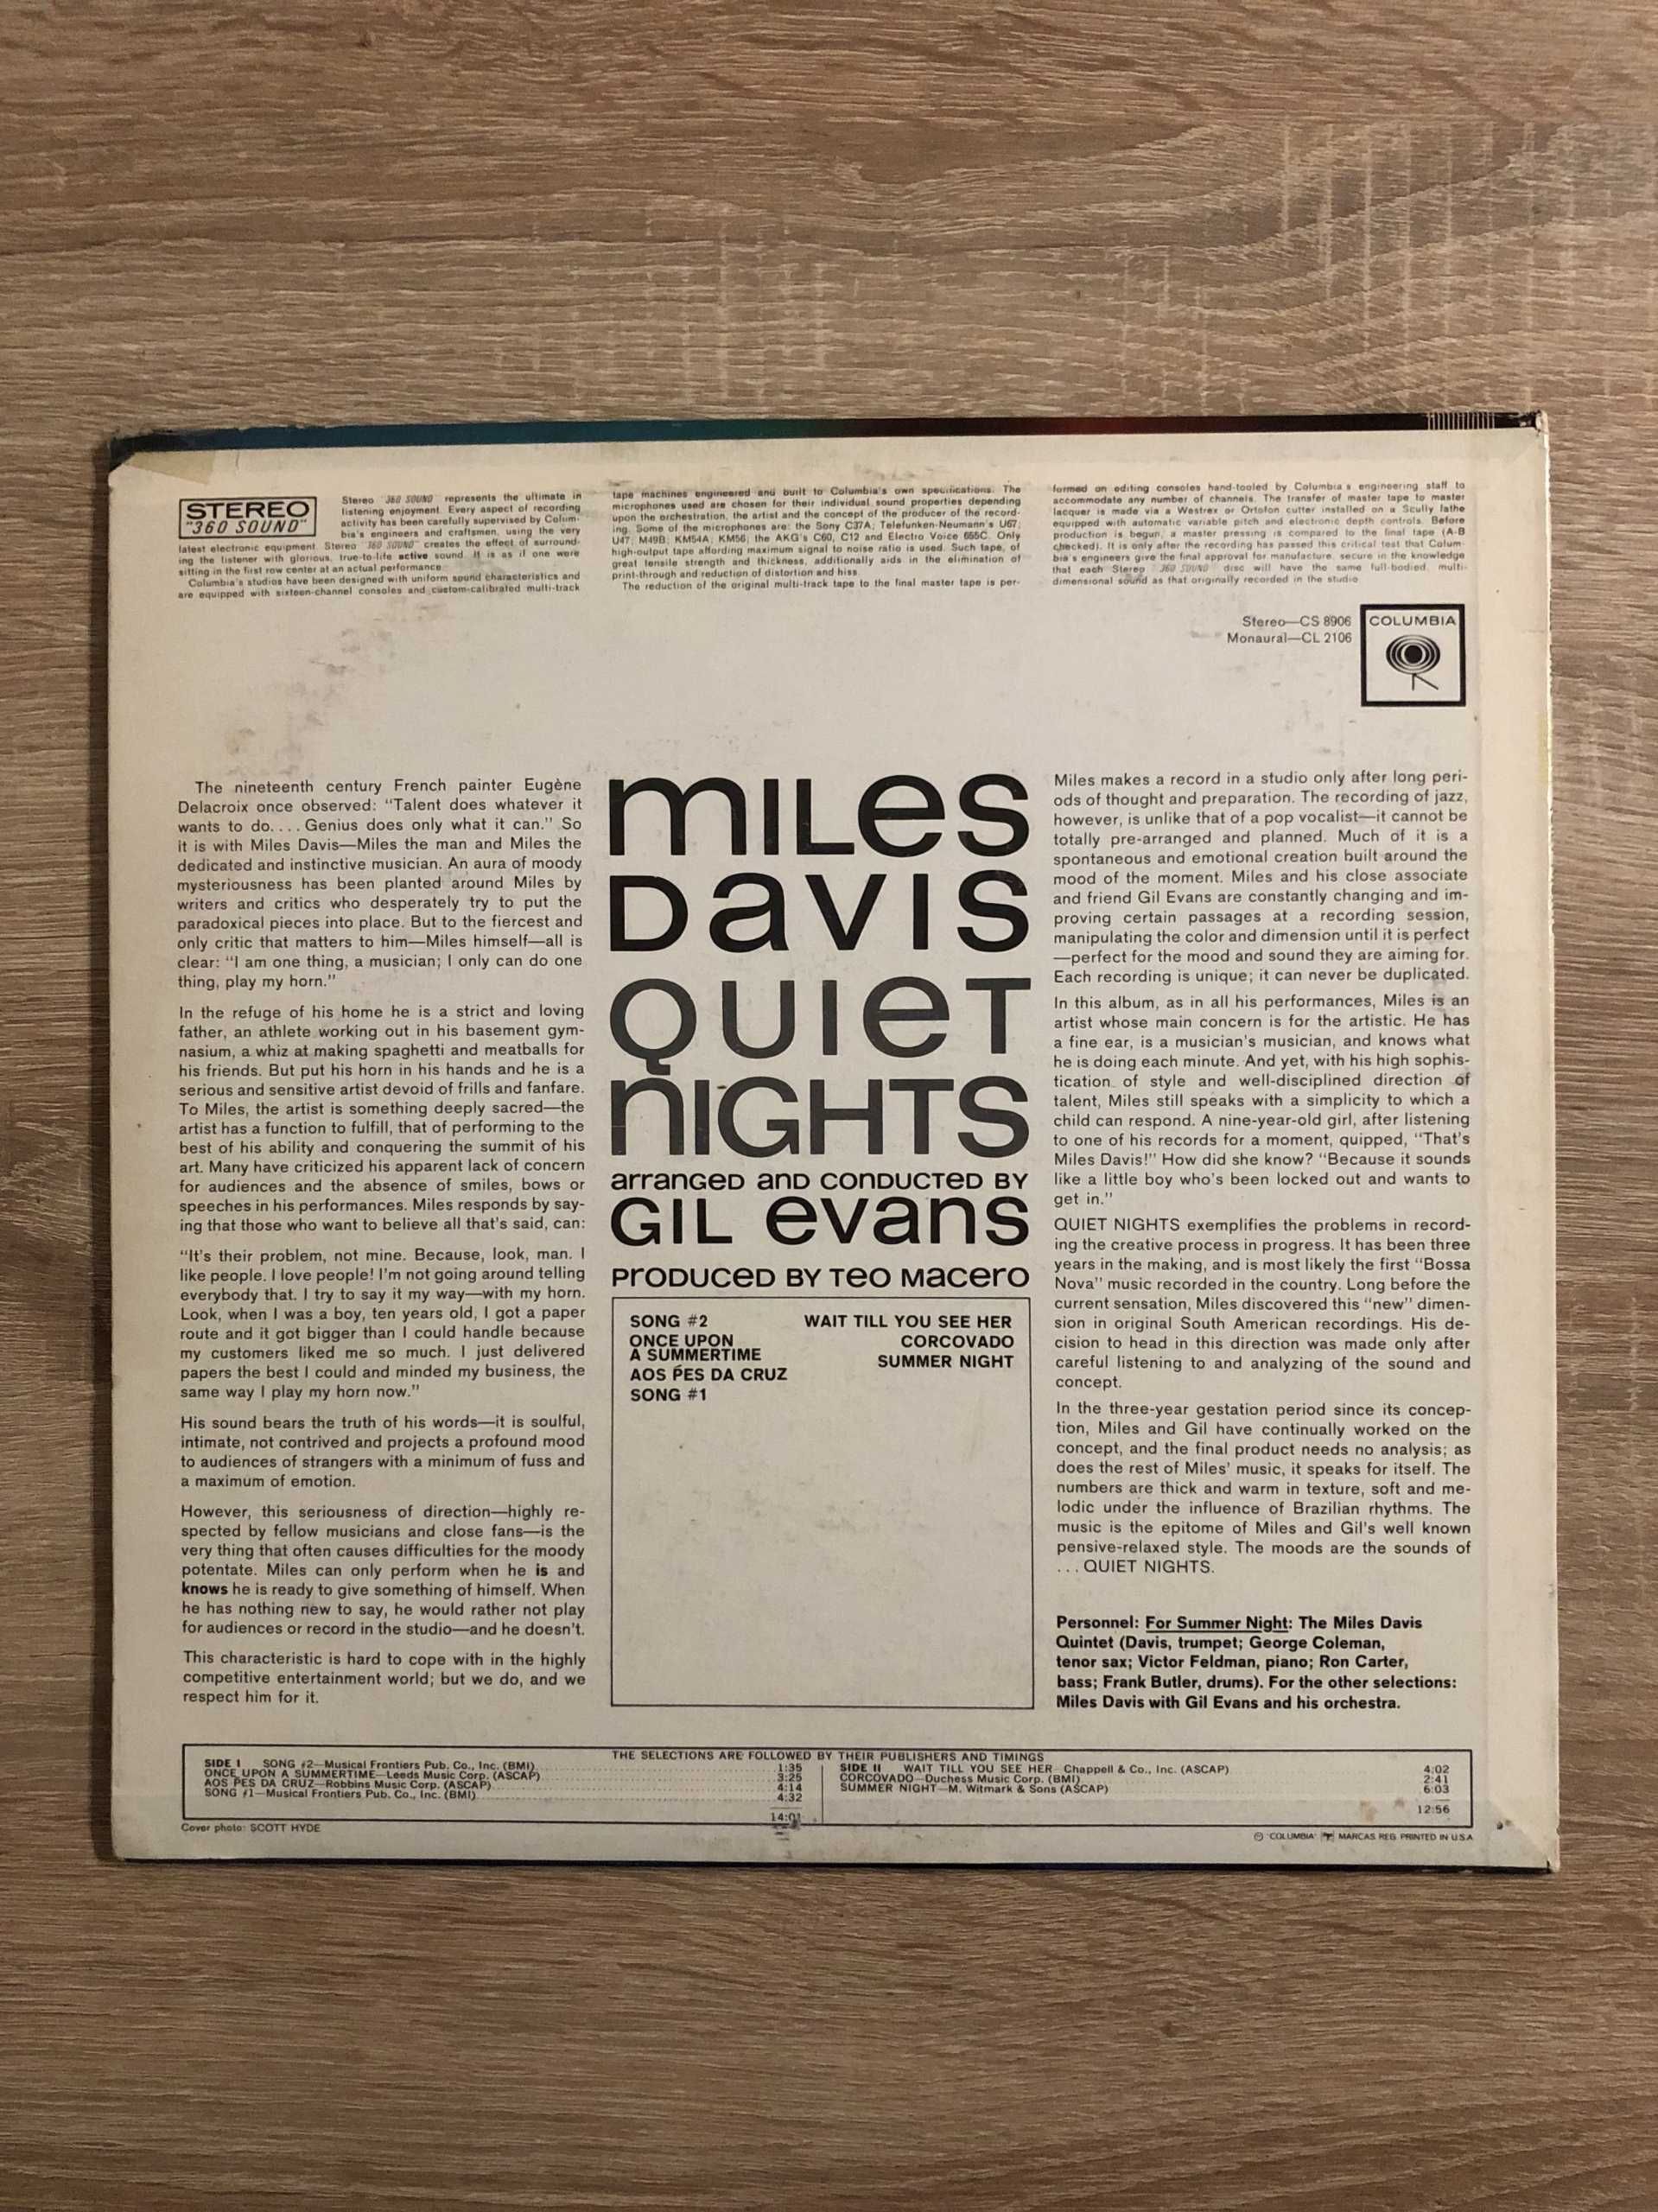 STEREO
"360 SOUND"
Stereo "360 SOUND" represents the ultimate in
listening enjoyment. Every aspect of recording
activity has been carefully supervised by Colum-
bia's engineers and craftsmen, using the very
latest electronic equipment. Stereo "360 SOUND" creates the effect of surround-
ing the listener with glorious, true-to-life active sound. It is as if one were
sitting in the first row center at an actual performance.
Columbia's studios have been designed with uniform sound characteristics and
are equipped with sixteen-channel consoles and custom-calibrated multi-track
tape machines engineered and built to Columbia's own specifications. The
microphones used are chosen for their individual sound properties depending
upon the orchestration, the artist and the concept of the producer of the record-
ing. Some of the microphones are: the Sony C37A; Telefunken-Neumann's U67;
U47; M49B; KM54A; KM56; the AKG's C60, C12 and Electro Voice 655C. Only
high-output tape affording maximum signal to noise ratio is used. Such tape, of
great tensile strength and thickness, additionally aids in the elimination of
print-through and reduction of distortion and hiss.
The reduction of the original multi-track tape to the final master tape is per-
formed on editing consoles hand-tooled by Columbia's engineering staff to
accommodate any number of channels. The transfer of master tape to master
lacquer is made via a Westrex or Ortofon cutter installed on a Scully lathe
equipped with automatic variable pitch and electronic depth controls. Before
production is begun, a master pressing is compared to the final tape (A-B
checked). It is only after the recording has passed this critical test that Colum-
bia's engineers give the final approval for manufacture, secure in the knowledge
that each Stereo "360 SOUND" disc will have the same full-bodied, multi-
dimensional sound as that originally recorded in the studio.
Stereo—CS 8906
Monaural—CL 2106
COLUMBIA
The nineteenth century French painter Eugène
Delacroix once observed: "Talent does whatever it
wants to do. . . . Genius does only what it can." So
it is with Miles Davis—Miles the man and Miles the
dedicated and instinctive musician. An aura of moody
mysteriousness has been planted around Miles by
writers and critics who desperately try to put the
paradoxical pieces into place. But to the fiercest and
only critic that matters to him—Miles himself—all is
clear: "I am one thing, a musician; I only can do one
thing, play my horn."
In the refuge of his home he is a strict and loving
father, an athlete working out in his basement gym-
nasium, a whiz at making spaghetti and meatballs for
his friends. But put his horn in his hands and he is a
serious and sensitive artist devoid of frills and fanfare.
To Miles, the artist is something deeply sacred—the
artist has a function to fulfill, that of performing to the
best of his ability and conquering the summit of his
art. Many have criticized his apparent lack of concern
for audiences and the absence of smiles, bows or
speeches in his performances. Miles responds by say-
ing that those who want to believe all that's said, can:
"It's their problem, not mine. Because, look, man. I
like people. I love people! I'm not going around telling
everybody that. I try to say it my way—with my horn.
Look, when I was a boy, ten years old, I got a paper
route and it got bigger than I could handle because
my customers liked me so much. I just delivered
papers the best I could and minded my business, the
same way I play my horn now."
His sound bears the truth of his words—it is soulful,
intimate, not contrived and projects a profound mood
to audiences of strangers with a minimum of fuss and
a maximum of emotion.
However, this seriousness of direction—highly re-
spected by fellow musicians and close fans—is the
very thing that often causes difficulties for the moody
potentate. Miles can only perform when he is and
knows he is ready to give something of himself. When
he has nothing new to say, he would rather not play
for audiences or record in the studio—and he doesn't.
This characteristic is hard to cope with in the highly
competitive entertainment world; but we do, and we
respect him for it.
MILES
DAVIS
QUIET
NIGHTS
ARRANGED AND CONDUCTED BY
GIL EVANS
PRODUCED BY TEO MACERO
SONG #2
ONCE UPON
A SUMMERTIME
AOS PÉS DA CRUZ
SONG #1
WAIT TILL YOU SEE HER
CORCOVADO
SUMMER NIGHT
Miles makes a record in a studio only after long peri-
ods of thought and preparation. The recording of jazz,
however, is unlike that of a pop vocalist—it cannot be
totally pre-arranged and planned. Much of it is a
spontaneous and emotional creation built around the
mood of the moment. Miles and his close associate
and friend Gil Evans are constantly changing and im-
proving certain passages at a recording session,
manipulating the color and dimension until it is perfect
—perfect for the mood and sound they are aiming for.
Each recording is unique; it can never be duplicated.
In this album, as in all his performances, Miles is an
artist whose main concern is for the artistic. He has
a fine ear, is a musician's musician, and knows what
he is doing each minute. And yet, with his high sophis-
tication of style and well-disciplined direction of
talent, Miles still speaks with a simplicity to which a
child can respond. A nine-year-old girl, after listening
to one of his records for a moment, quipped, "That's
Miles Davis!" How did she know? "Because it sounds
like a little boy who's been locked out and wants to
get in."
QUIET NIGHTS exemplifies the problems in record-
ing the creative process in progress. It has been three
years in the making, and is most likely the first "Bossa
Nova" music recorded in the country. Long before the
current sensation, Miles discovered this "new" dimen-
sion in original South American recordings. His de-
cision to head in this direction was made only after
careful listening to and analyzing of the sound and
concept.
In the three-year gestation period since its concep-
tion, Miles and Gil have continually worked on the
concept, and the final product needs no analysis; as
does the rest of Miles' music, it speaks for itself. The
numbers are thick and warm in texture, soft and me-
lodic under the influence of Brazilian rhythms. The
music is the epitome of Miles and Gil's well known
pensive-relaxed style. The moods are the sounds of
. . . QUIET NIGHTS.
Personnel: For Summer Night: The Miles Davis
Quintet (Davis, trumpet; George Coleman,
tenor sax; Victor Feldman, piano; Ron Carter,
bass; Frank Butler, drums). For the other selections:
Miles Davis with Gil Evans and his orchestra.
THE SELECTIONS ARE FOLLOWED BY THEIR PUBLISHERS AND TIMINGS
SIDE I SONG #2—Musical Frontiers Pub. Co., Inc. (BMI) 1:35
ONCE UPON A SUMMERTIME—Leeds Music Corp. (ASCAP) 3:25
AOS PES DA CRUZ—Robbins Music Corp. (ASCAP) 4:14
SONG #1—Musical Frontiers Pub. Co., Inc. (BMI) 4:32
14:01
SIDE II WAIT TILL YOU SEE HER—Chappell & Co., Inc. (ASCAP) 4:02
CORCOVADO—Duchess Music Corp. (BMI) 2:41
SUMMER NIGHT—M. Witmark & Sons (ASCAP) 6:03
12:56
Cover photo: SCOTT HYDE
Ⓟ "COLUMBIA" MARCAS REG. PRINTED IN U.S.A.